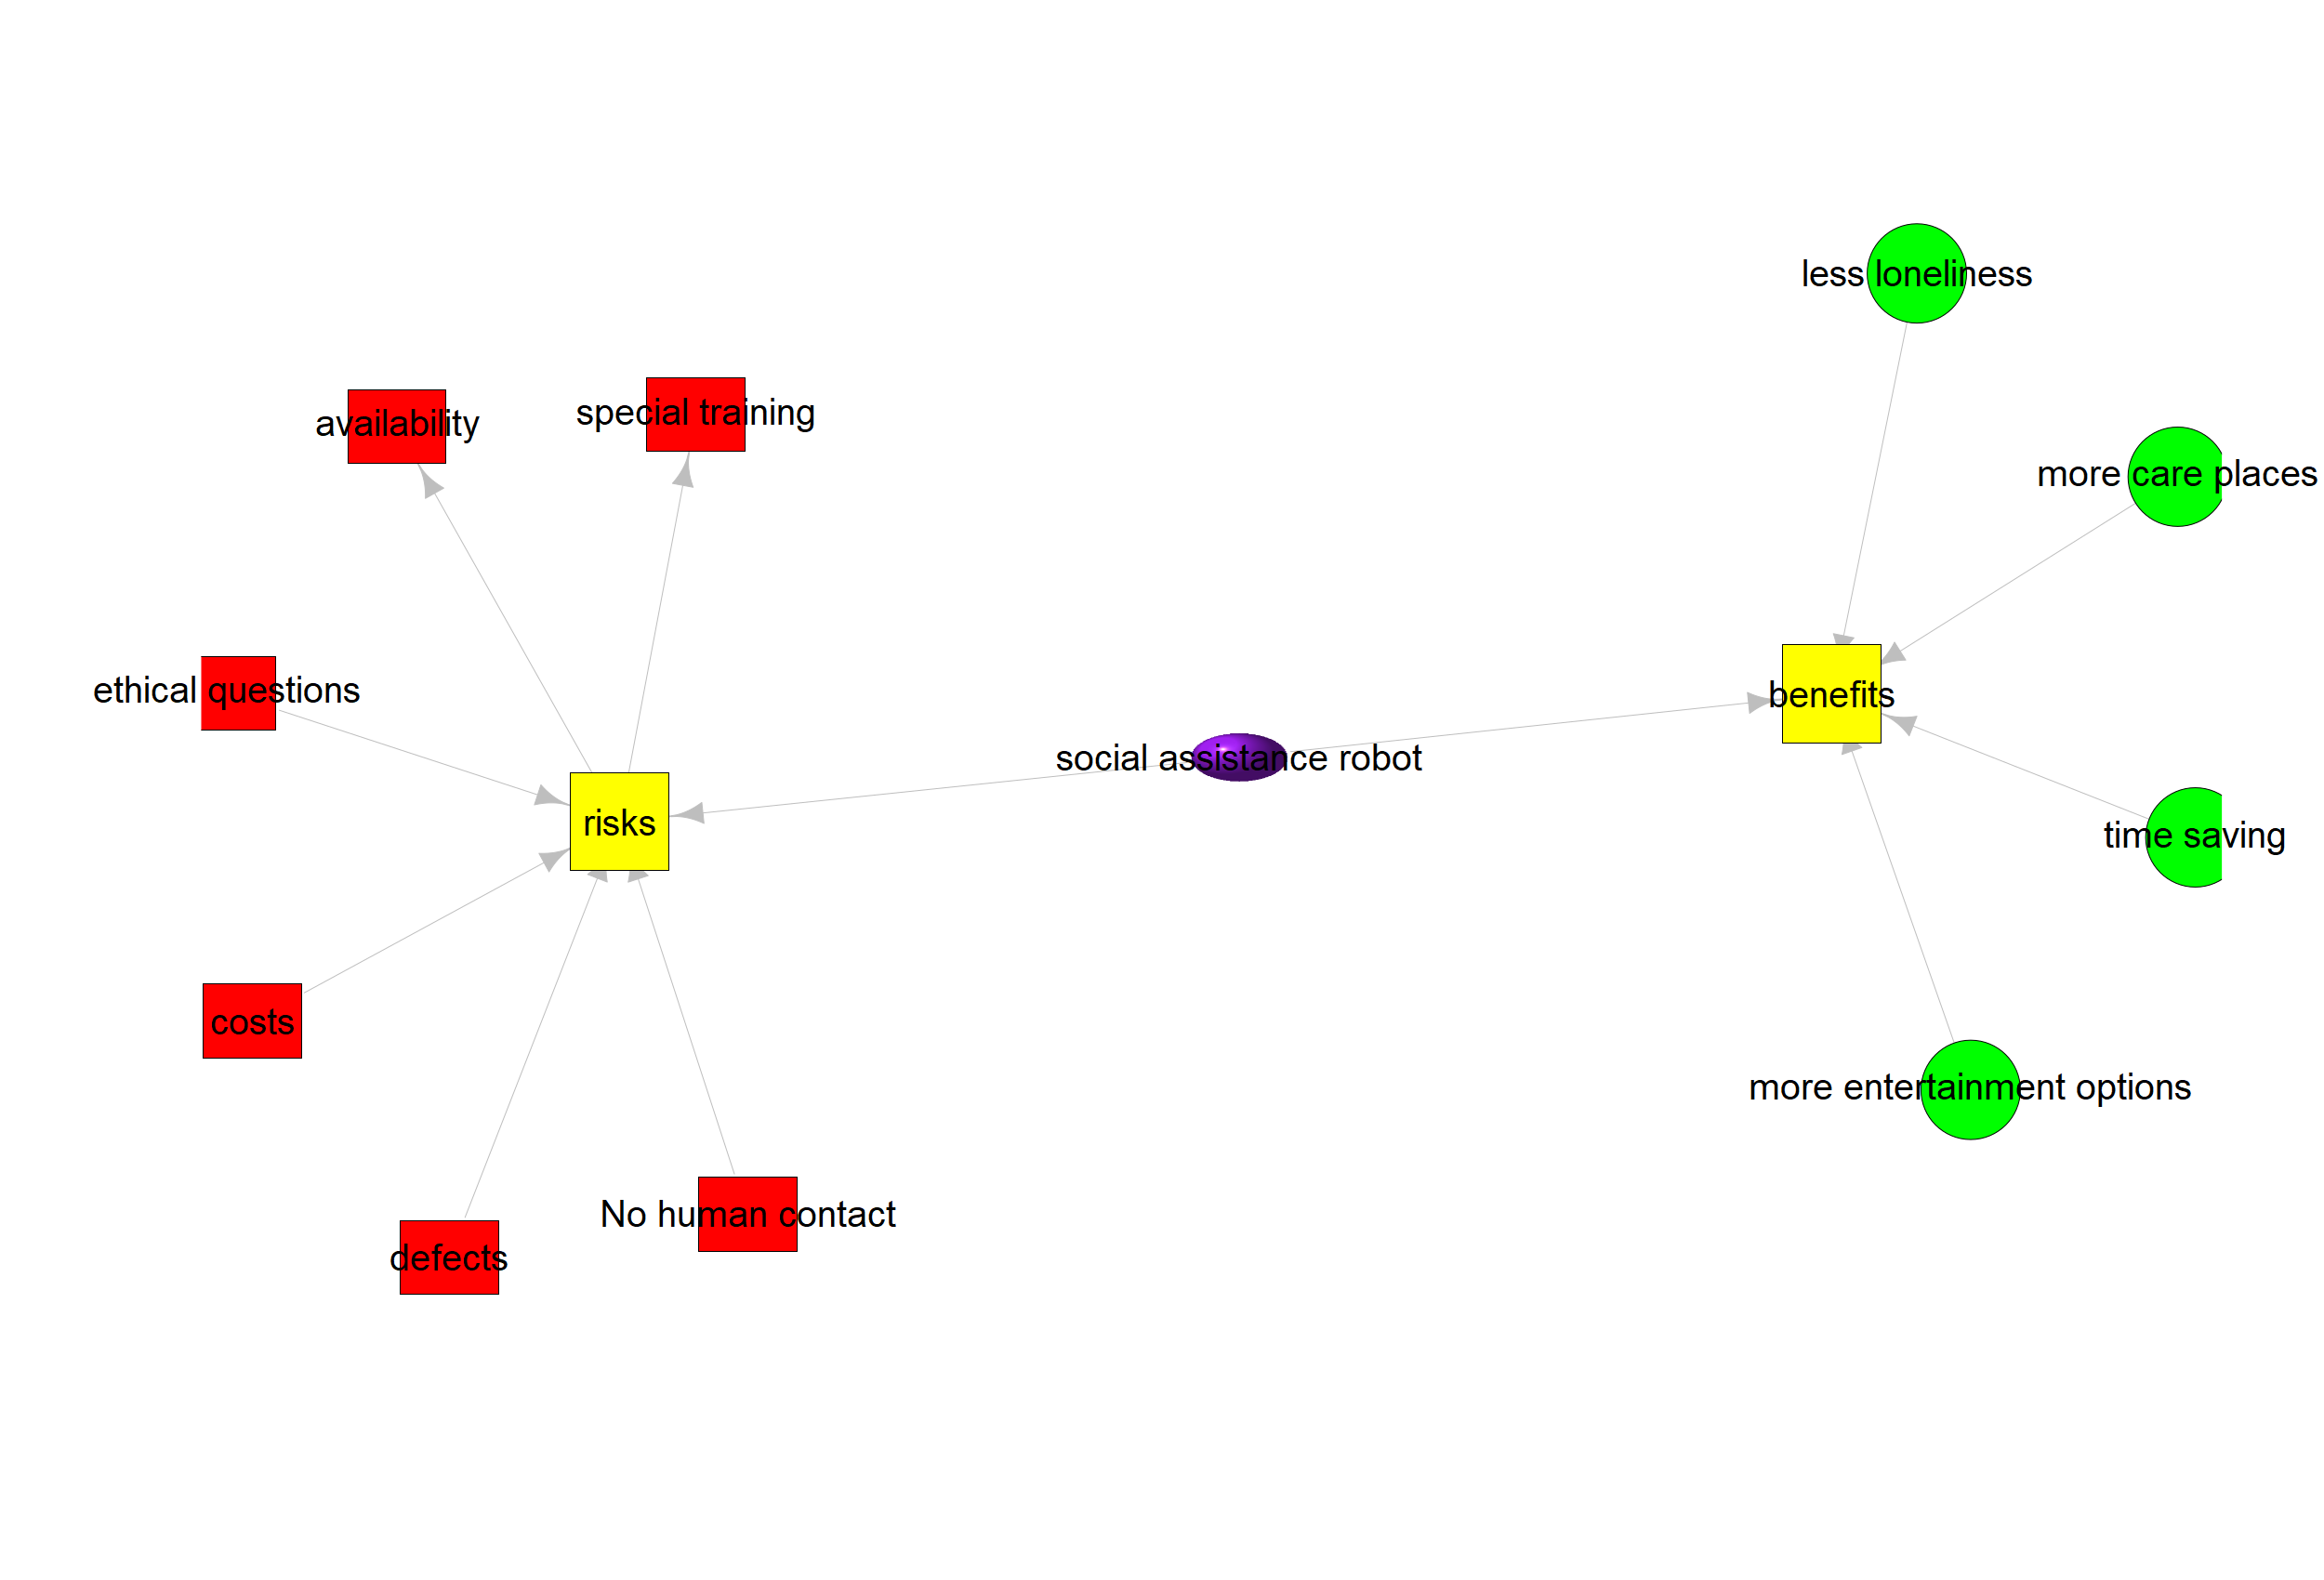 less loneliness
availability
special training
more care places
ethical questions
benefits
social assistance robot
risks
time saving
costs
more entertainment options
No human contact
defects